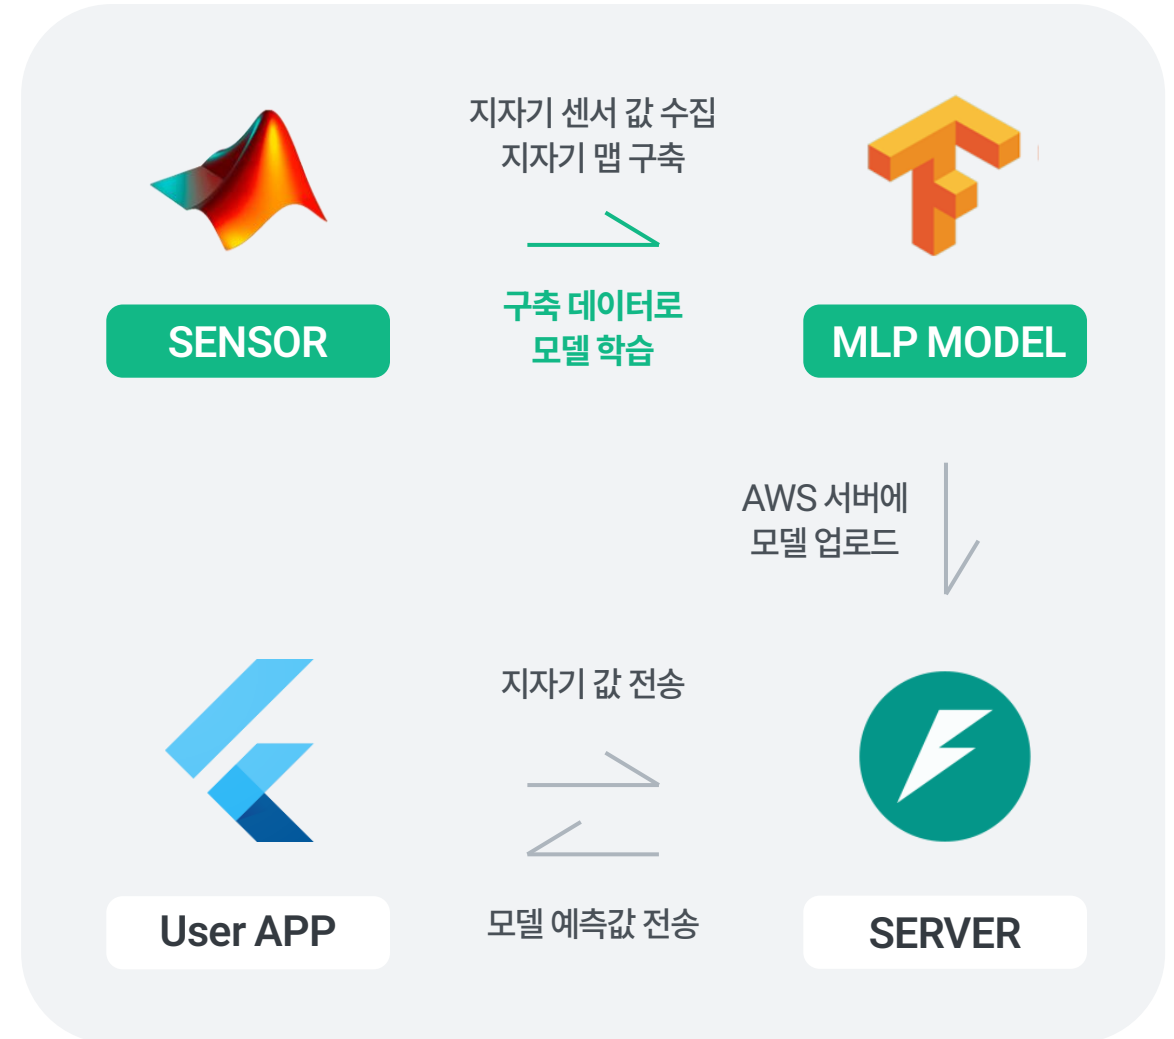 지자기 센서 값 수집
지자기 맵 구축
SENSOR
구축 데이터로
모델 학습
MLP MODEL
AWS 서버에
모델 업로드
지자기 값 전송
User APP
모델 예측값 전송
SERVER